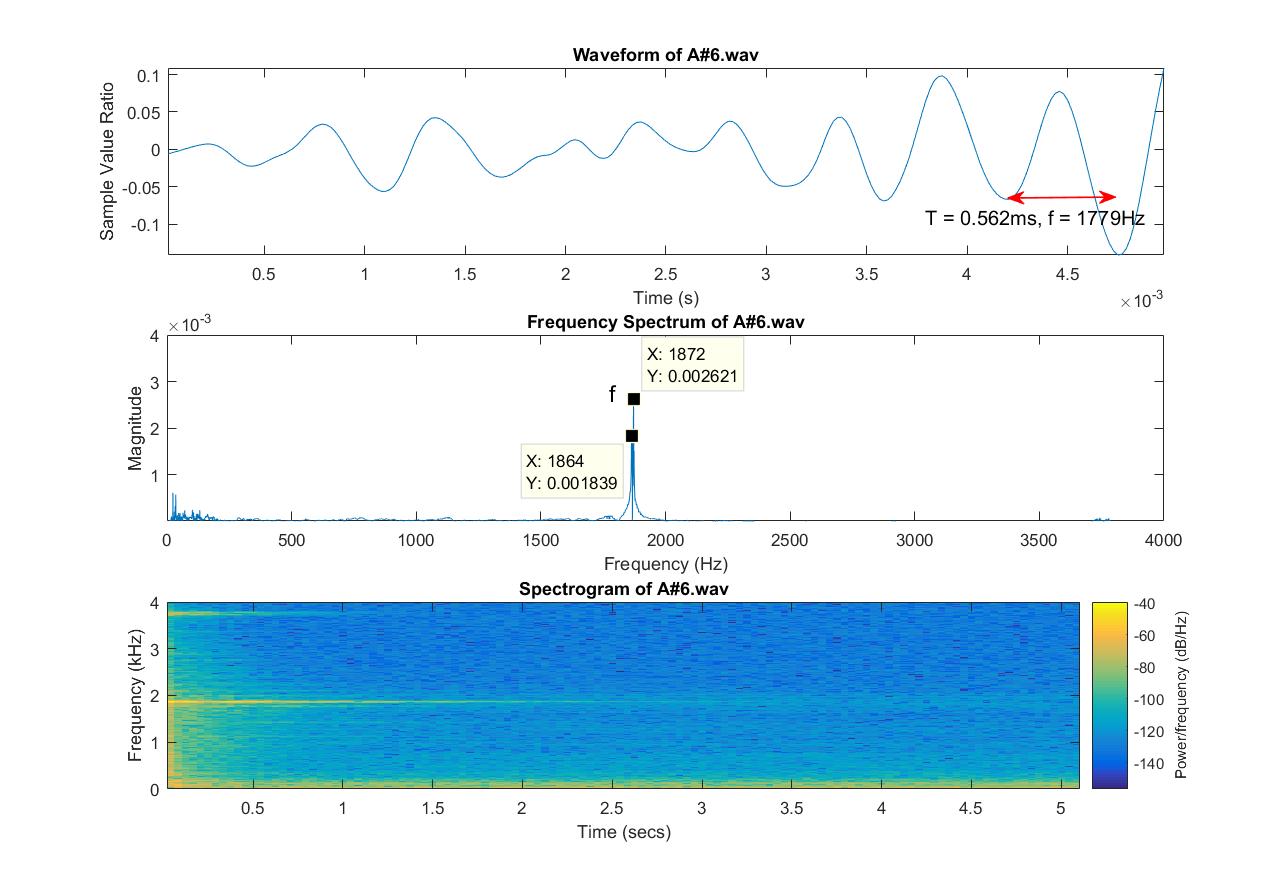 Waveform of A#6.wav
0.1
0.05
0
-0.05
-0.1
Sample Value Ratio
T = 0.562ms, f = 1779Hz
0.5 1 1.5 2 2.5 3 3.5 4 4.5
Time (s)
×10-3
Frequency Spectrum of A#6.wav
×10-3
4
3
2
1
Magnitude
X: 1872
Y: 0.002621
f
X: 1864
Y: 0.001839
0 500 1000 1500 2000 2500 3000 3500 4000
Frequency (Hz)
Spectrogram of A#6.wav
4
3
2
1
0
Frequency (kHz)
0.5 1 1.5 2 2.5 3 3.5 4 4.5 5
Time (secs)
-40
-60
-80
-100
-120
-140
Power/frequency (dB/Hz)